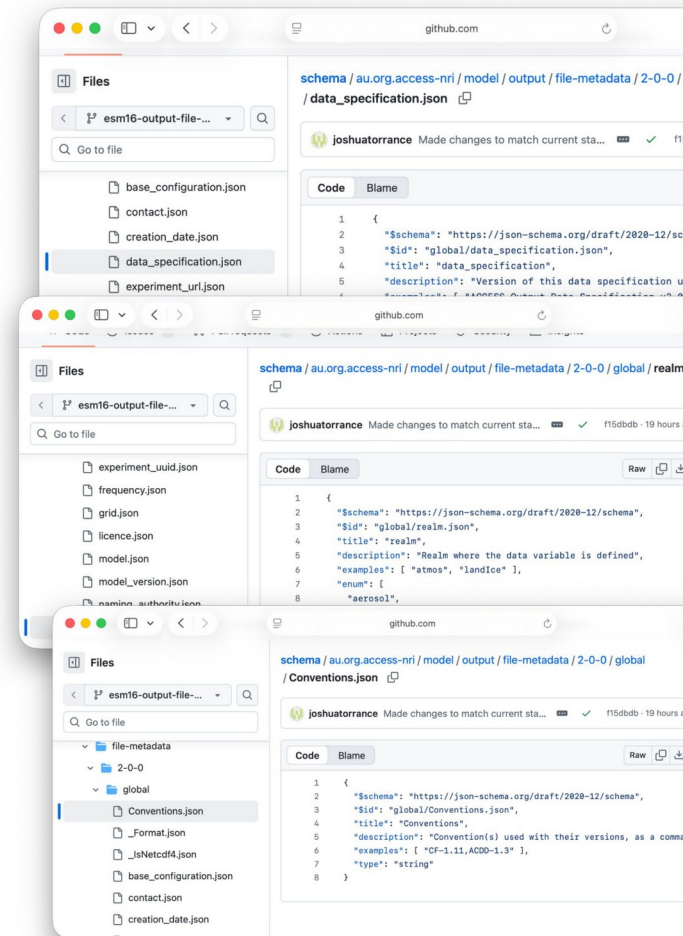 github.com
Files
esm16-output-file-...
Go to file
base_configuration.json
contact.json
creation_date.json
data_specification.json
experiment_url.json
schema / au.org.access-nri / model / output / file-metadata / 2-0-0 /
/ data_specification.json
joshuatorrance Made changes to match current sta...
Code Blame
1 {
2 "$schema": "https://json-schema.org/draft/2020-12/sc
3 "$id": "global/data_specification.json",
4 "title": "data_specification",
5 "description": "Version of this data specification u
github.com
Files
esm16-output-file-...
Go to file
experiment_uuid.json
frequency.json
grid.json
licence.json
model.json
model_version.json
naming_authority.json
schema / au.org.access-nri / model / output / file-metadata / 2-0-0 / global / realm
joshuatorrance Made changes to match current sta... f15dbdb · 19 hours
Code Blame Raw
1 {
2 "$schema": "https://json-schema.org/draft/2020-12/schema",
3 "$id": "global/realm.json",
4 "title": "realm",
5 "description": "Realm where the data variable is defined",
6 "examples": [ "atmos", "landIce" ],
7 "enum": [
8 "aerosol",
github.com
Files
esm16-output-file-...
Go to file
file-metadata
2-0-0
global
Conventions.json
_Format.json
_IsNetcdf4.json
base_configuration.json
contact.json
creation_date.json
schema / au.org.access-nri / model / output / file-metadata / 2-0-0 / global
/ Conventions.json
joshuatorrance Made changes to match current sta... f15dbdb · 19 hours
Code Blame Raw
1 {
2 "$schema": "https://json-schema.org/draft/2020-12/schema",
3 "$id": "global/Conventions.json",
4 "title": "Conventions",
5 "description": "Convention(s) used with their versions, as a comma
6 "examples": [ "CF-1.11,ACDD-1.3" ],
7 "type": "string"
8 }